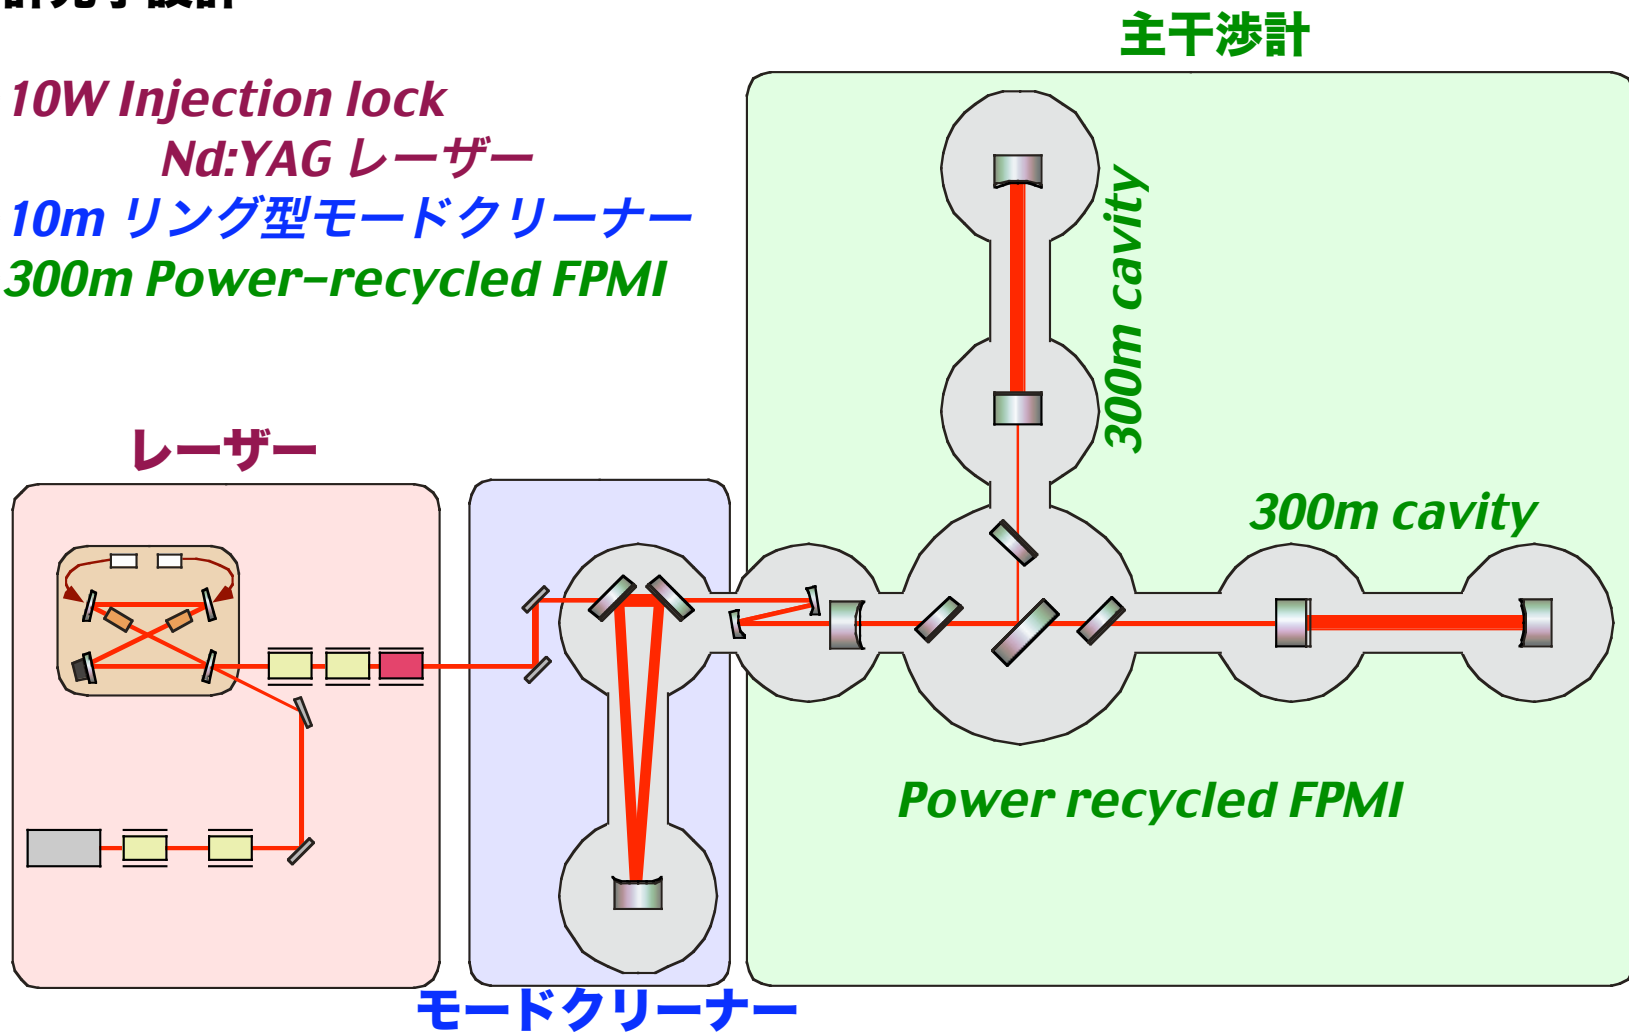 主干渉計
10W Injection lock
Nd:YAG レーザー
10m リング型モードクリーナー
300m Power-recycled FPMI
300m cavity
レーザー
300m cavity
Power recycled FPMI
モードクリーナー